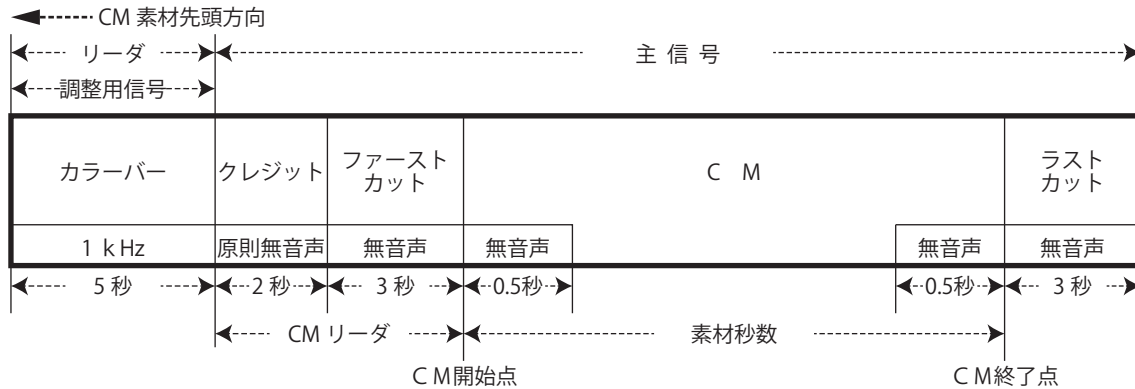 CM 素材先頭方向
リーダ 主 信 号
調整用信号
カラーバー クレジット ファースト カット C M ラスト カット
1 kHz 原則無音声 無音声 無音声 無音声 無音声
5 秒 2 秒 3 秒 0.5秒 0.5秒 3 秒
CM リーダ 素材秒数
C M開始点 C M終了点